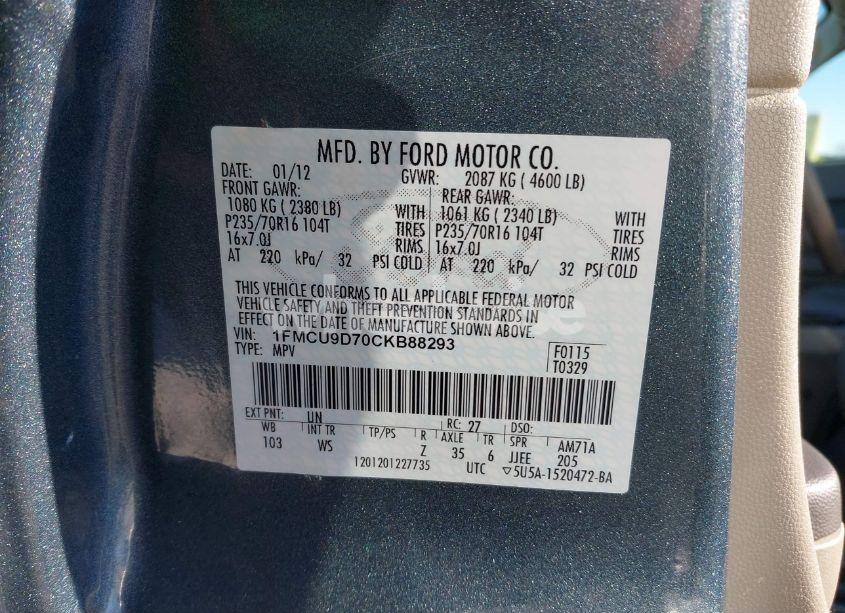 MFD. BY FORD MOTOR CO.
DATE: 01/12 GVWR: 2087 KG ( 4600 LB)
FRONT GAWR: REAR GAWR:
1080 KG ( 2380 LB) WITH 1061 KG ( 2340 LB) WITH
P235/70R16 104T TIRES P235/70R16 104T TIRES
16x7.0J RIMS 16x7.0J RIMS
AT 220 kPa/ 32 PSI COLD AT 220 kPa/ 32 PSI COLD
THIS VEHICLE CONFORMS TO ALL APPLICABLE FEDERAL MOTOR
VEHICLE SAFETY AND THEFT PREVENTION STANDARDS IN
EFFECT ON THE DATE OF MANUFACTURE SHOWN ABOVE.
VIN: 1FMCU9D70CKB88293
TYPE: MPV
F0115
T0329
EXT PNT: UN RC: 27 DSO:
WB INT TR TP/PS R AXLE TR SPR AM71A
103 WS Z 35 6 JJEE 205
1201201227735 UTC ▽5U5A-1520472-BA